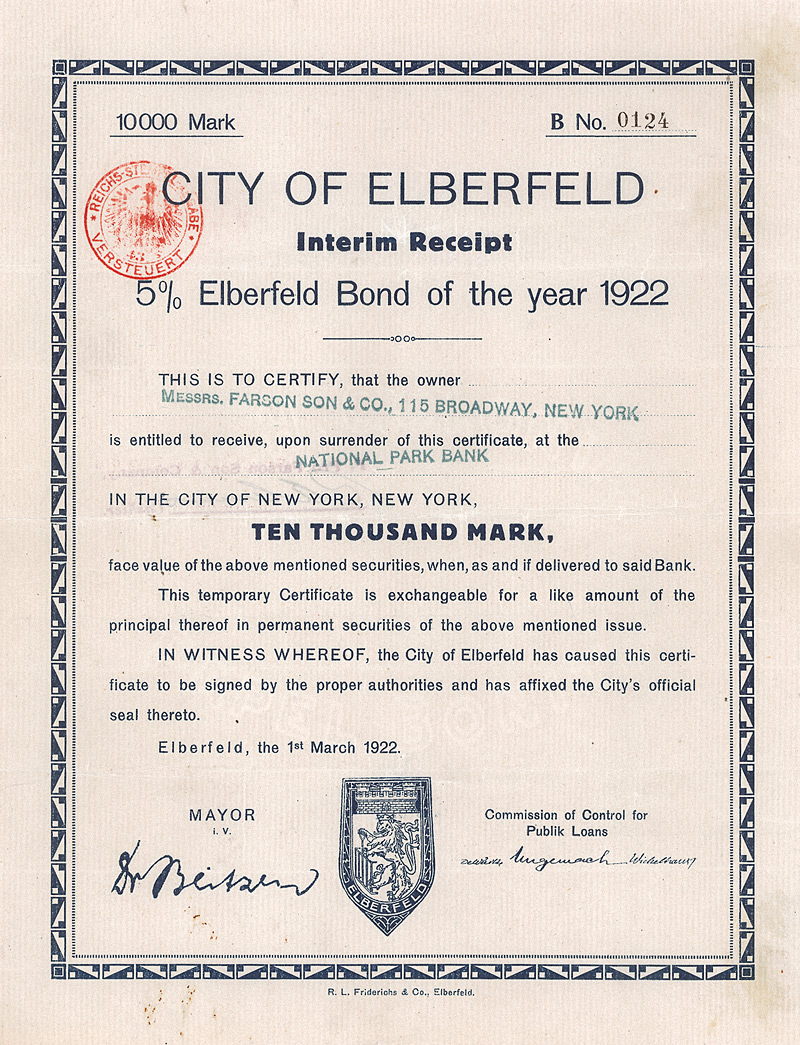 10000 Mark
B No. 0124
REICHS-STE ABE
VERSTEUERT
CITY OF ELBERFELD
Interim Receipt
5% Elberfeld Bond of the year 1922
THIS IS TO CERTIFY, that the owner
MESSRS. FARSON SON & CO., 115 BROADWAY, NEW YORK
is entitled to receive, upon surrender of this certificate, at the
NATIONAL PARK BANK
IN THE CITY OF NEW YORK, NEW YORK,
TEN THOUSAND MARK,
face value of the above mentioned securities, when, as and if delivered to said Bank.
This temporary Certificate is exchangeable for a like amount of the
principal thereof in permanent securities of the above mentioned issue.
IN WITNESS WHEREOF, the City of Elberfeld has caused this certi-
ficate to be signed by the proper authorities and has affixed the City's official
seal thereto.
Elberfeld, the 1st March 1922.
MAYOR
i. V.
Dr
ELBERFELD
Commission of Control for
Publik Loans
Ungemach
R. L. Friderichs & Co., Elberfeld.